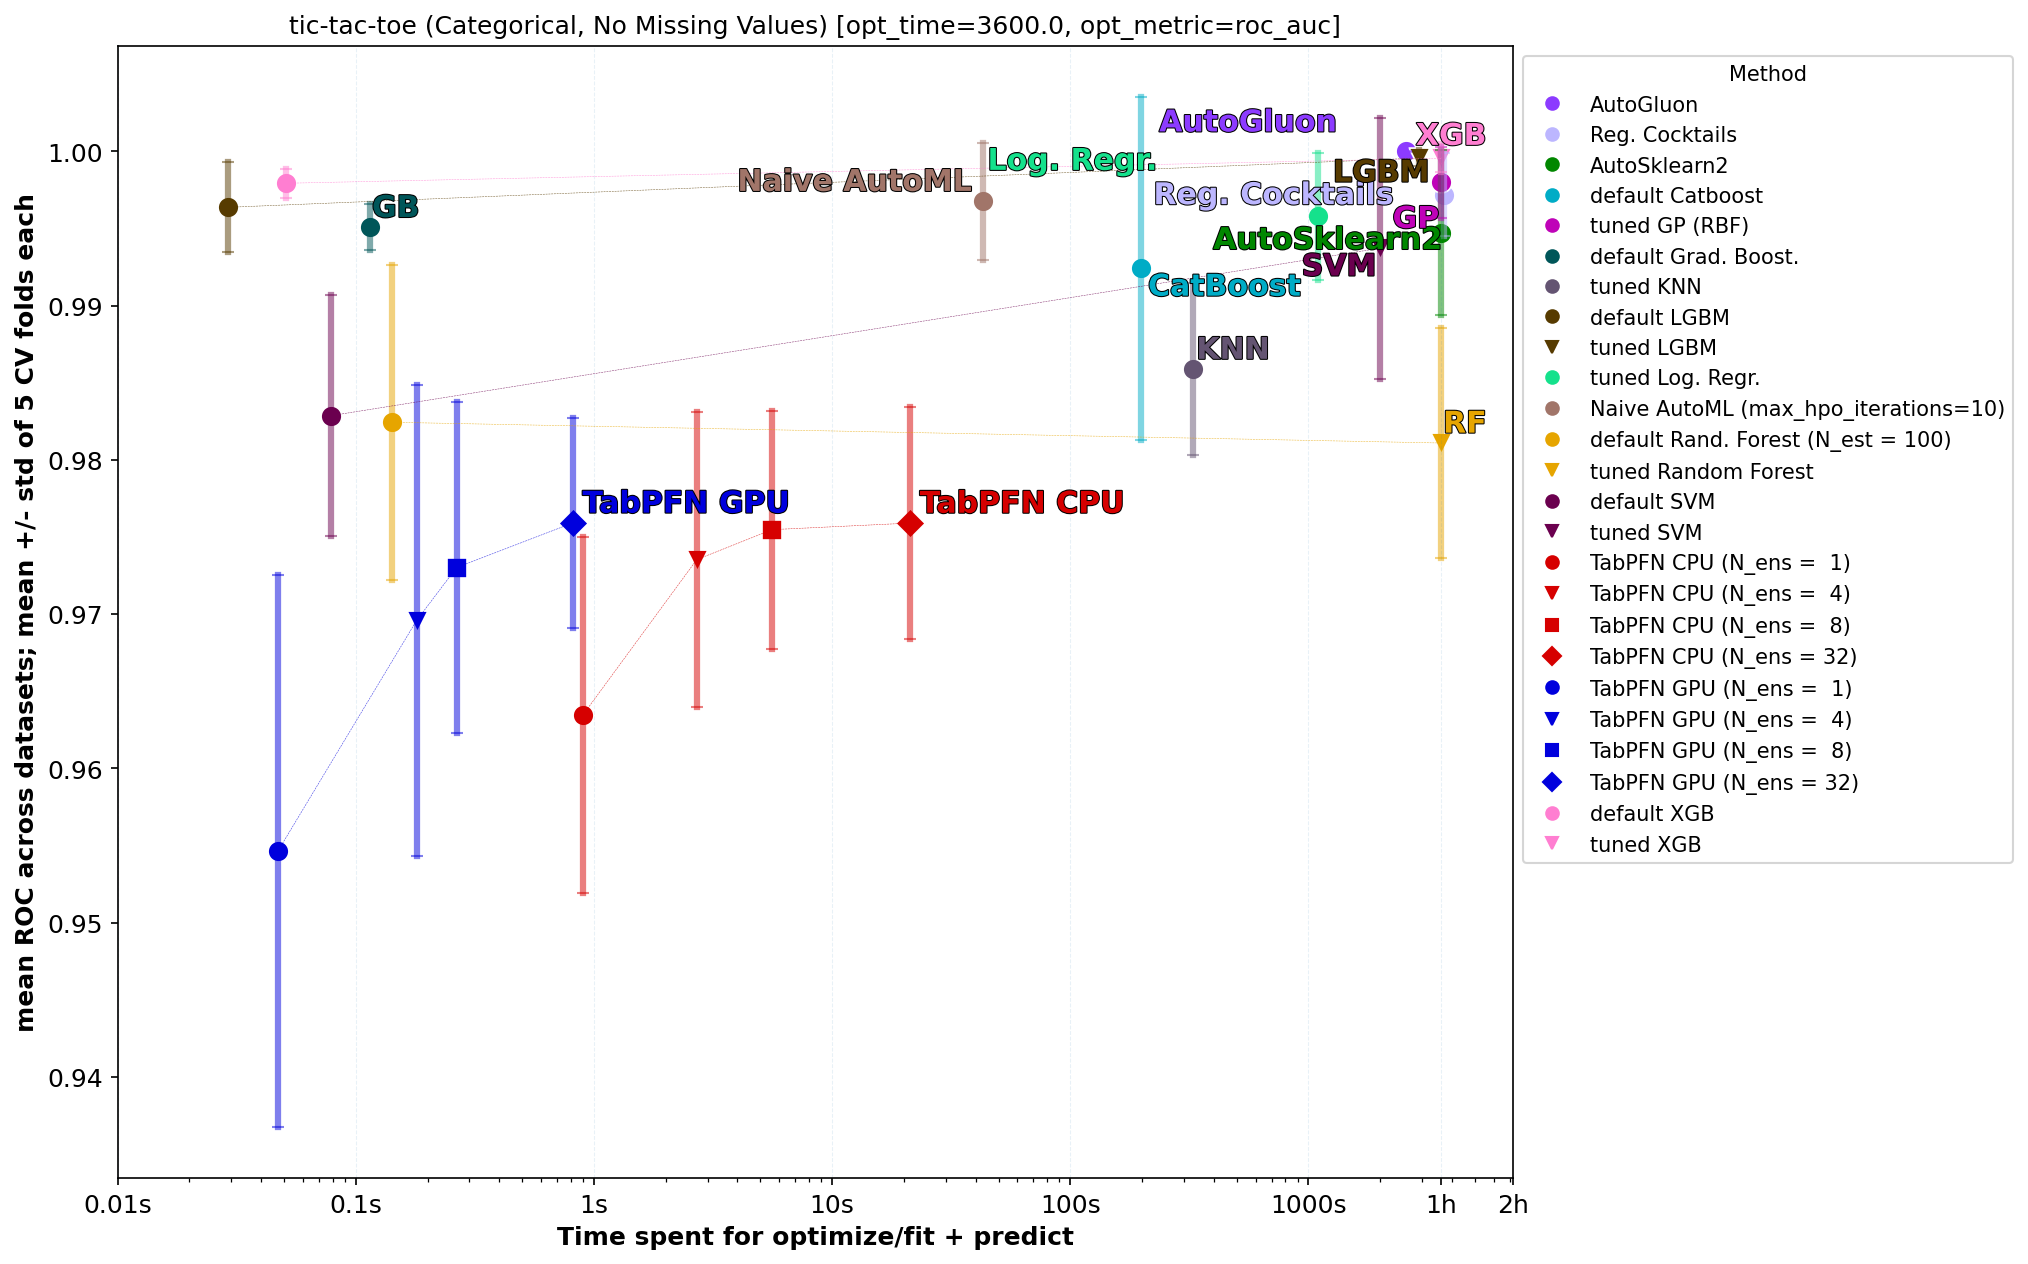 tic-tac-toe (Categorical, No Missing Values) [opt_time=3600.0, opt_metric=roc_auc]
mean ROC across datasets; mean +/- std of 5 CV folds each
1.00
0.99
0.98
0.97
0.96
0.95
0.94
AutoGluon
XGB
Log. Regr.
LGBM
Naive AutoML
Reg. Cocktails
GB
GP
AutoSklearn2
SVM
CatBoost
KNN
RF
TabPFN GPU
TabPFN CPU
0.01s
0.1s
1s
10s
100s
1000s
1h
2h
Time spent for optimize/fit + predict
Method
AutoGluon
Reg. Cocktails
AutoSklearn2
default Catboost
tuned GP (RBF)
default Grad. Boost.
tuned KNN
default LGBM
tuned LGBM
tuned Log. Regr.
Naive AutoML (max_hpo_iterations=10)
default Rand. Forest (N_est = 100)
tuned Random Forest
default SVM
tuned SVM
TabPFN CPU (N_ens =  1)
TabPFN CPU (N_ens =  4)
TabPFN CPU (N_ens =  8)
TabPFN CPU (N_ens = 32)
TabPFN GPU (N_ens =  1)
TabPFN GPU (N_ens =  4)
TabPFN GPU (N_ens =  8)
TabPFN GPU (N_ens = 32)
default XGB
tuned XGB